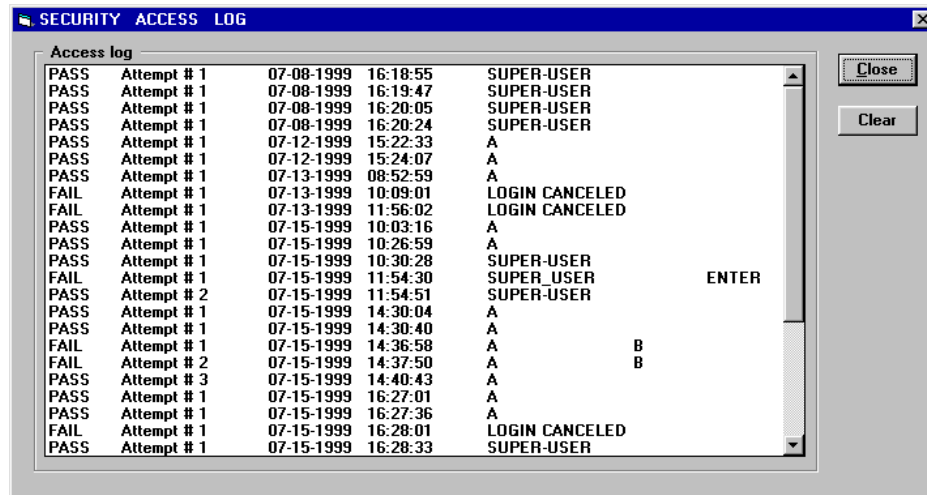 SECURITY ACCESS LOG
Access log
PASS Attempt # 1 07-08-1999 16:18:55 SUPER-USER
PASS Attempt # 1 07-08-1999 16:19:47 SUPER-USER
PASS Attempt # 1 07-08-1999 16:20:05 SUPER-USER
PASS Attempt # 1 07-08-1999 16:20:24 SUPER-USER
PASS Attempt # 1 07-12-1999 15:22:33 A
PASS Attempt # 1 07-12-1999 15:24:07 A
PASS Attempt # 1 07-13-1999 08:52:59 A
FAIL Attempt # 1 07-13-1999 10:09:01 LOGIN CANCELED
FAIL Attempt # 1 07-13-1999 11:56:02 LOGIN CANCELED
PASS Attempt # 1 07-15-1999 10:03:16 A
PASS Attempt # 1 07-15-1999 10:26:59 A
PASS Attempt # 1 07-15-1999 10:30:28 SUPER-USER
FAIL Attempt # 1 07-15-1999 11:54:30 SUPER_USER ENTER
PASS Attempt # 2 07-15-1999 11:54:51 SUPER-USER
PASS Attempt # 1 07-15-1999 14:30:04 A
PASS Attempt # 1 07-15-1999 14:30:40 A
FAIL Attempt # 1 07-15-1999 14:36:58 A B
FAIL Attempt # 2 07-15-1999 14:37:50 A B
PASS Attempt # 3 07-15-1999 14:40:43 A
PASS Attempt # 1 07-15-1999 16:27:01 A
PASS Attempt # 1 07-15-1999 16:27:36 A
FAIL Attempt # 1 07-15-1999 16:28:01 LOGIN CANCELED
PASS Attempt # 1 07-15-1999 16:28:33 SUPER-USER
Close
Clear